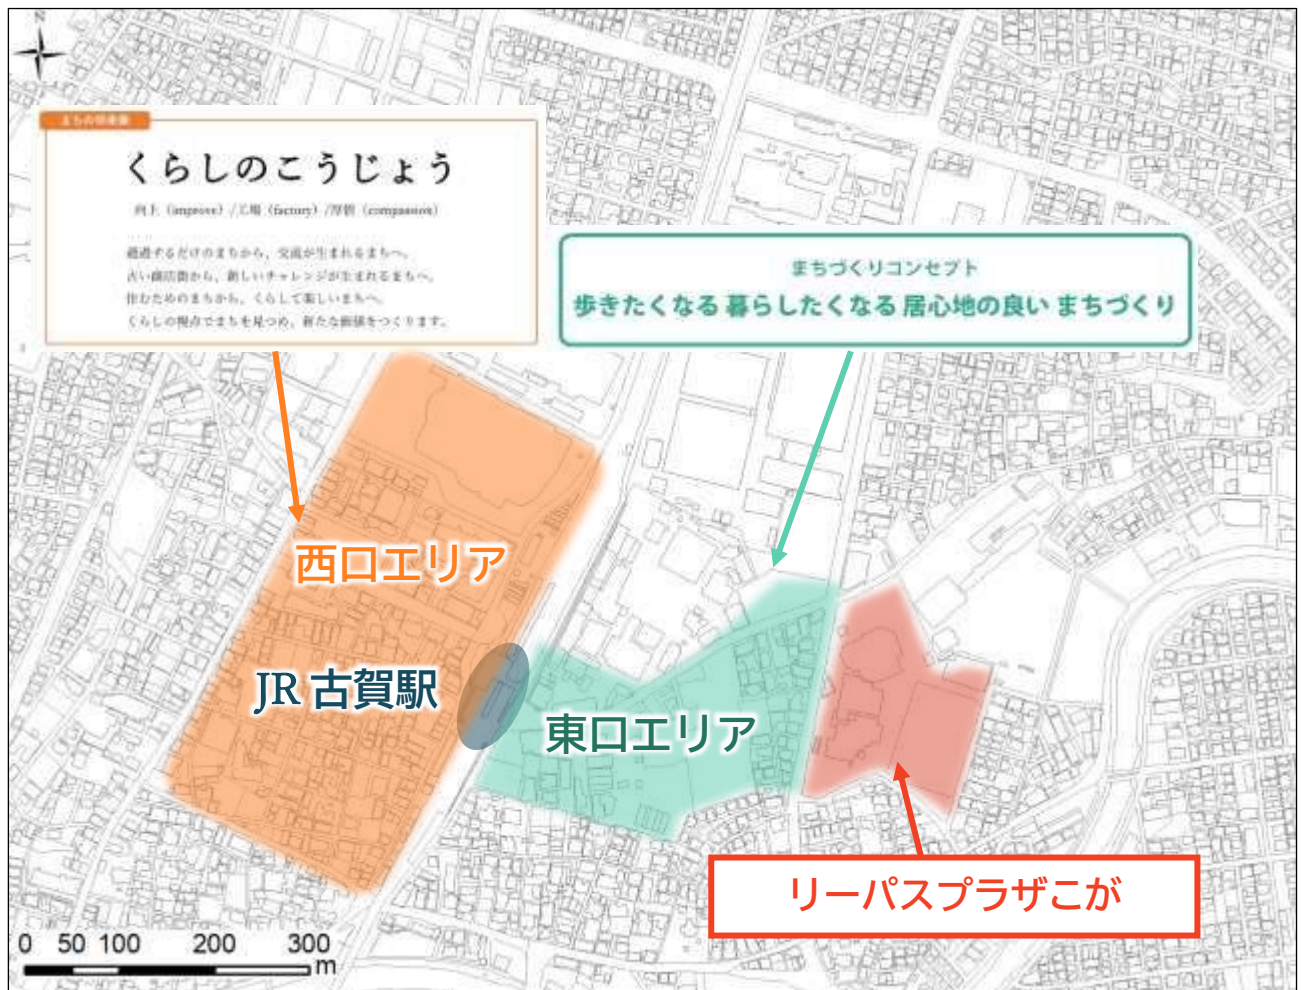 N
まちの将来像
くらしのこうじょう
向上（improve）/工場（factory）/厚情（compassion）
通過するだけのまちから、交流が生まれるまちへ。
古い商店街から、新しいチャレンジが生まれるまちへ。
住むためのまちから、くらして楽しいまちへ。
くらしの視点でまちを見つめ、新たな価値をつくります。
まちづくりコンセプト
歩きたくなる 暮らしたくなる 居心地の良い まちづくり
西口エリア
JR 古賀駅
東口エリア
リーパスプラザこが
0 50 100 200 300
m